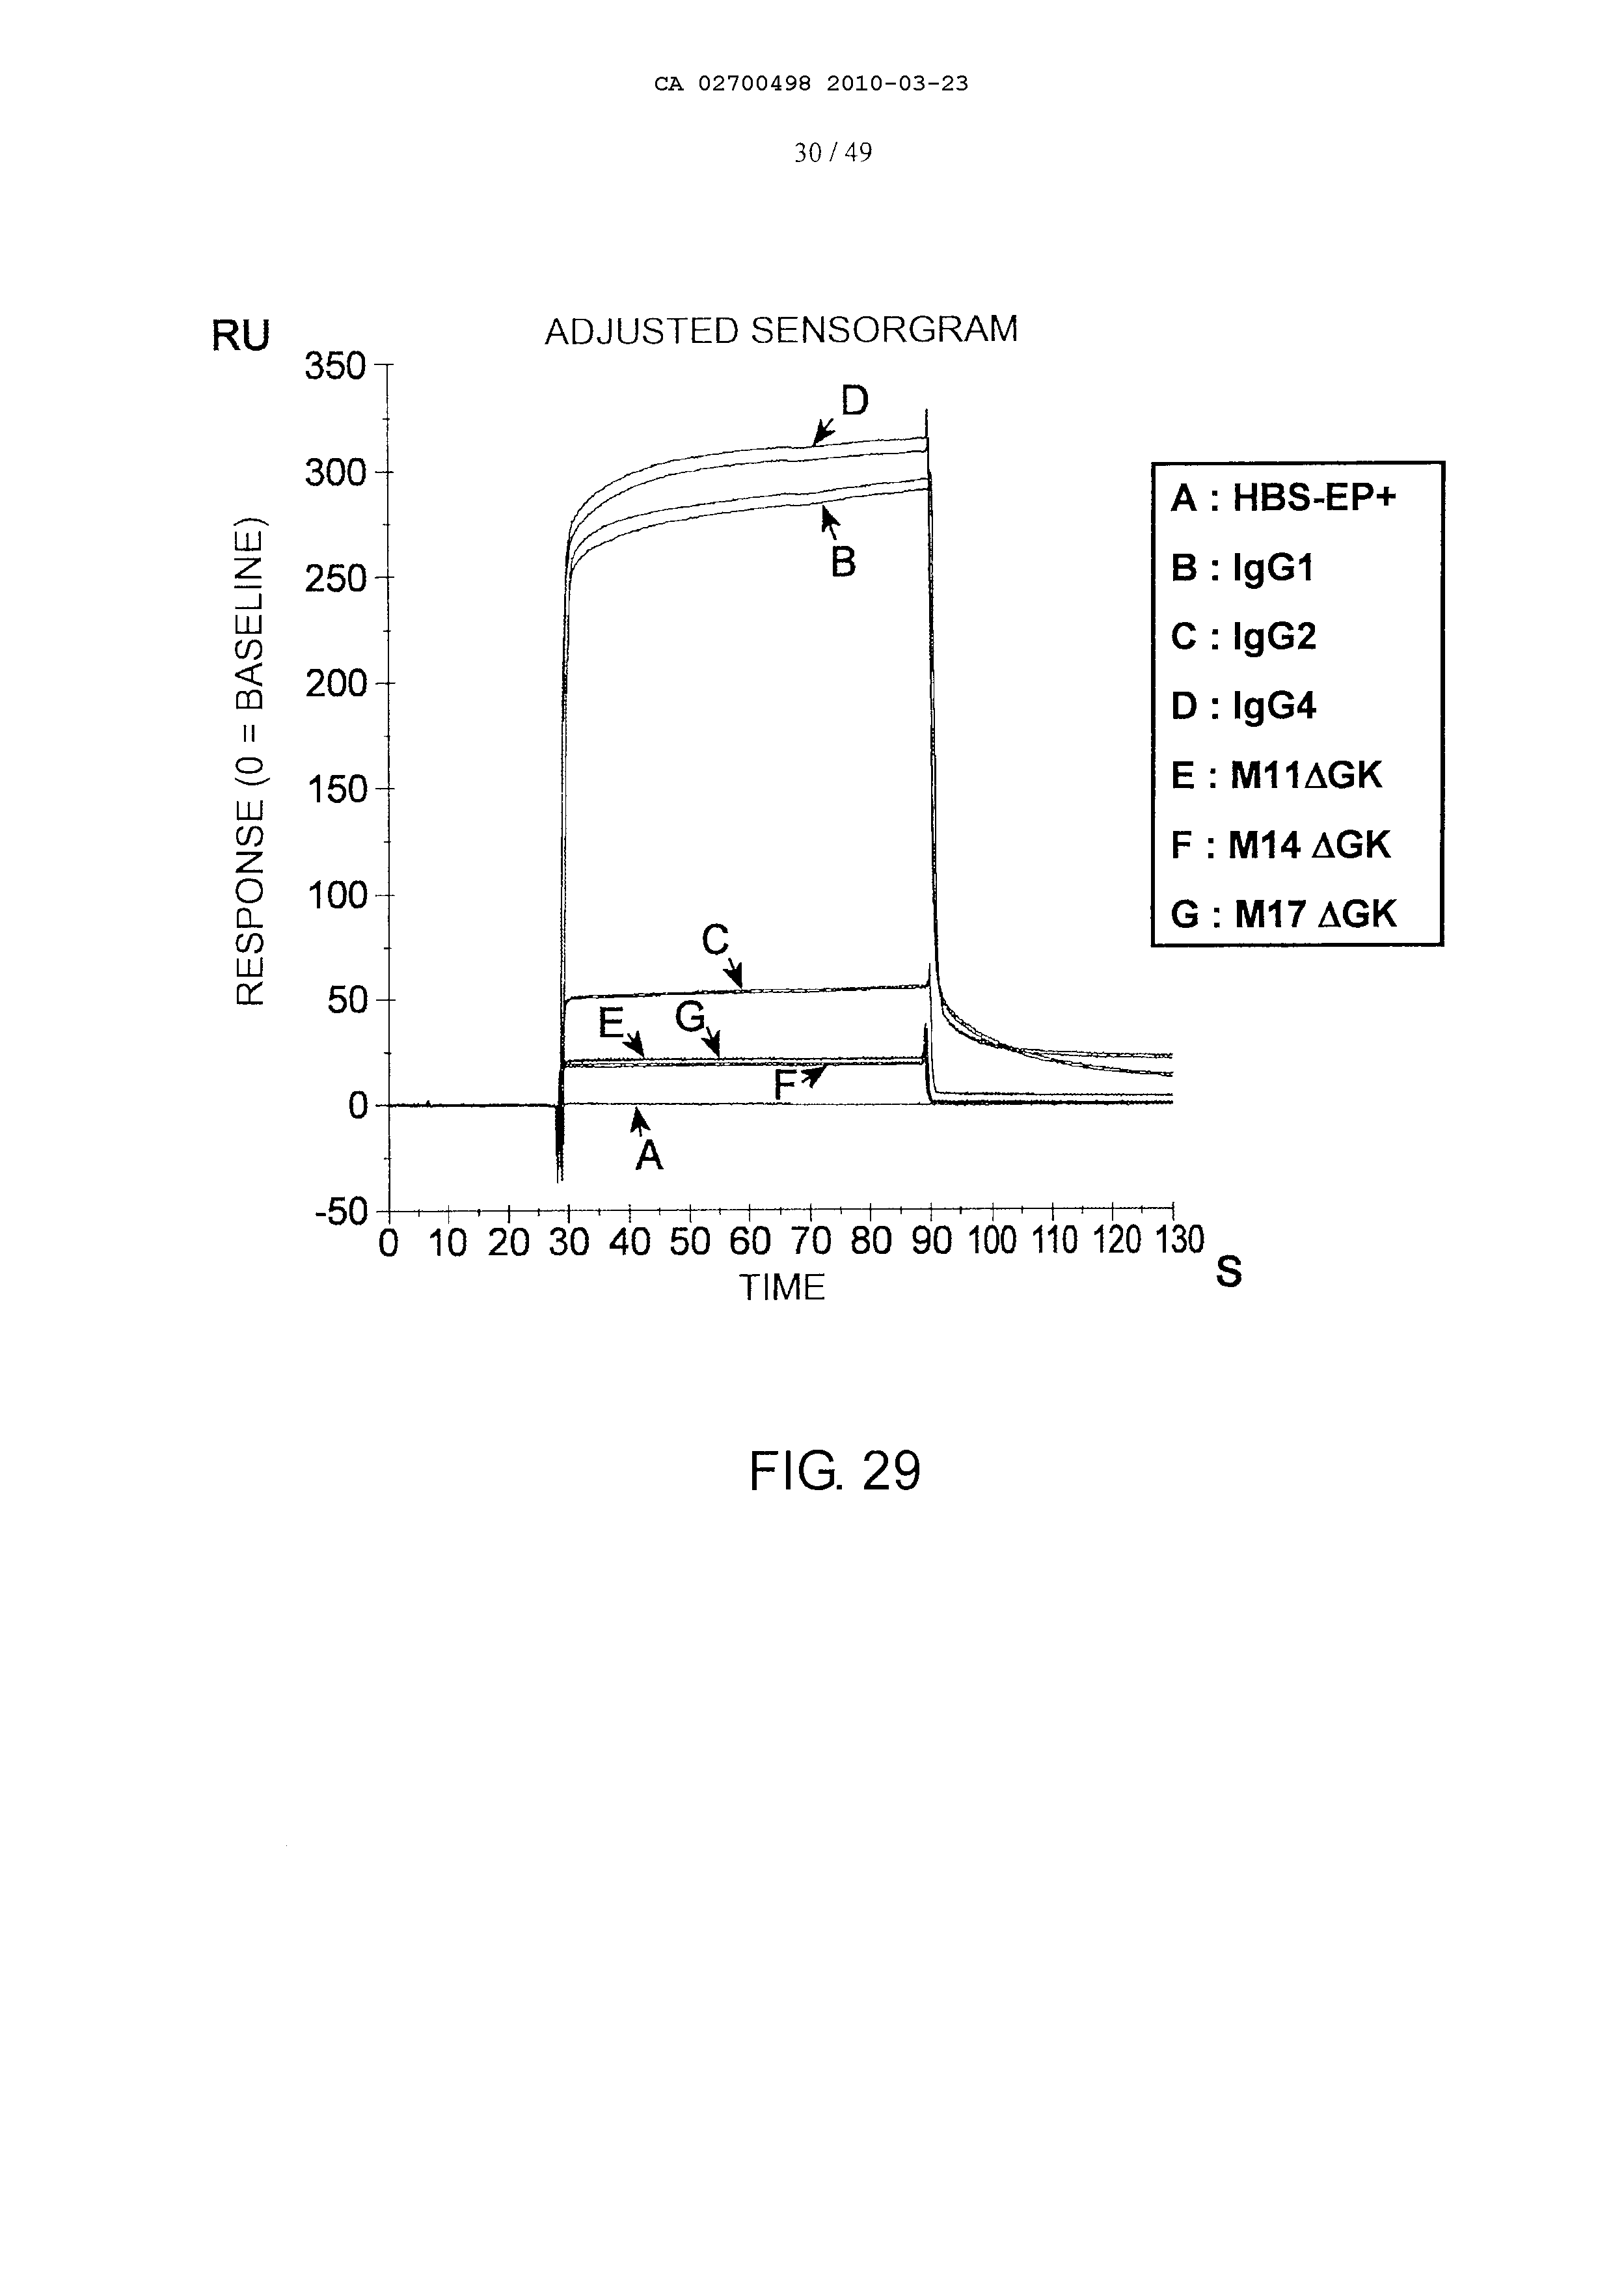 CA 02700498 2010-03-23
30 / 49
RU
ADJUSTED SENSORGRAM
RESPONSE (0 = BASELINE)
350
300
250
200
150
100
50
0
-50
D
B
C
E
G
F
A
0 10 20 30 40 50 60 70 80 90 100 110 120 130
S
TIME
A : HBS-EP+
B : IgG1
C : IgG2
D : IgG4
E : M11ΔGK
F : M14 ΔGK
G : M17 ΔGK
FIG. 29